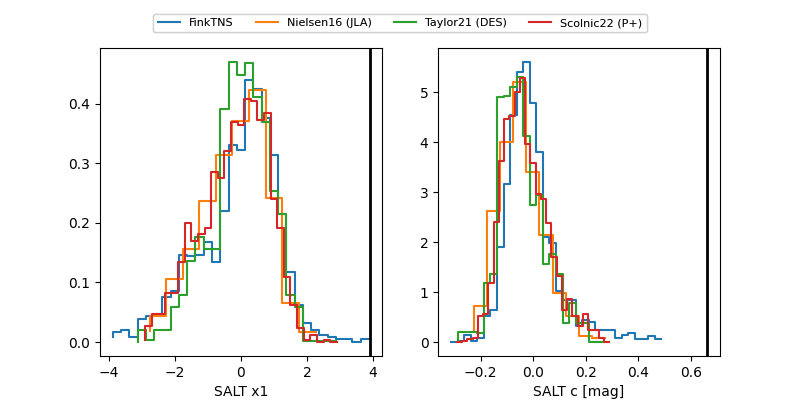 FinkTNS Nielsen16 (JLA) Taylor21 (DES) Scolnic22 (P+)
0.4
0.3
0.2
0.1
0.0
−4 −2 0 2 4
SALT x1
5
4
3
2
1
0
−0.2 0.0 0.2 0.4 0.6
SALT c [mag]